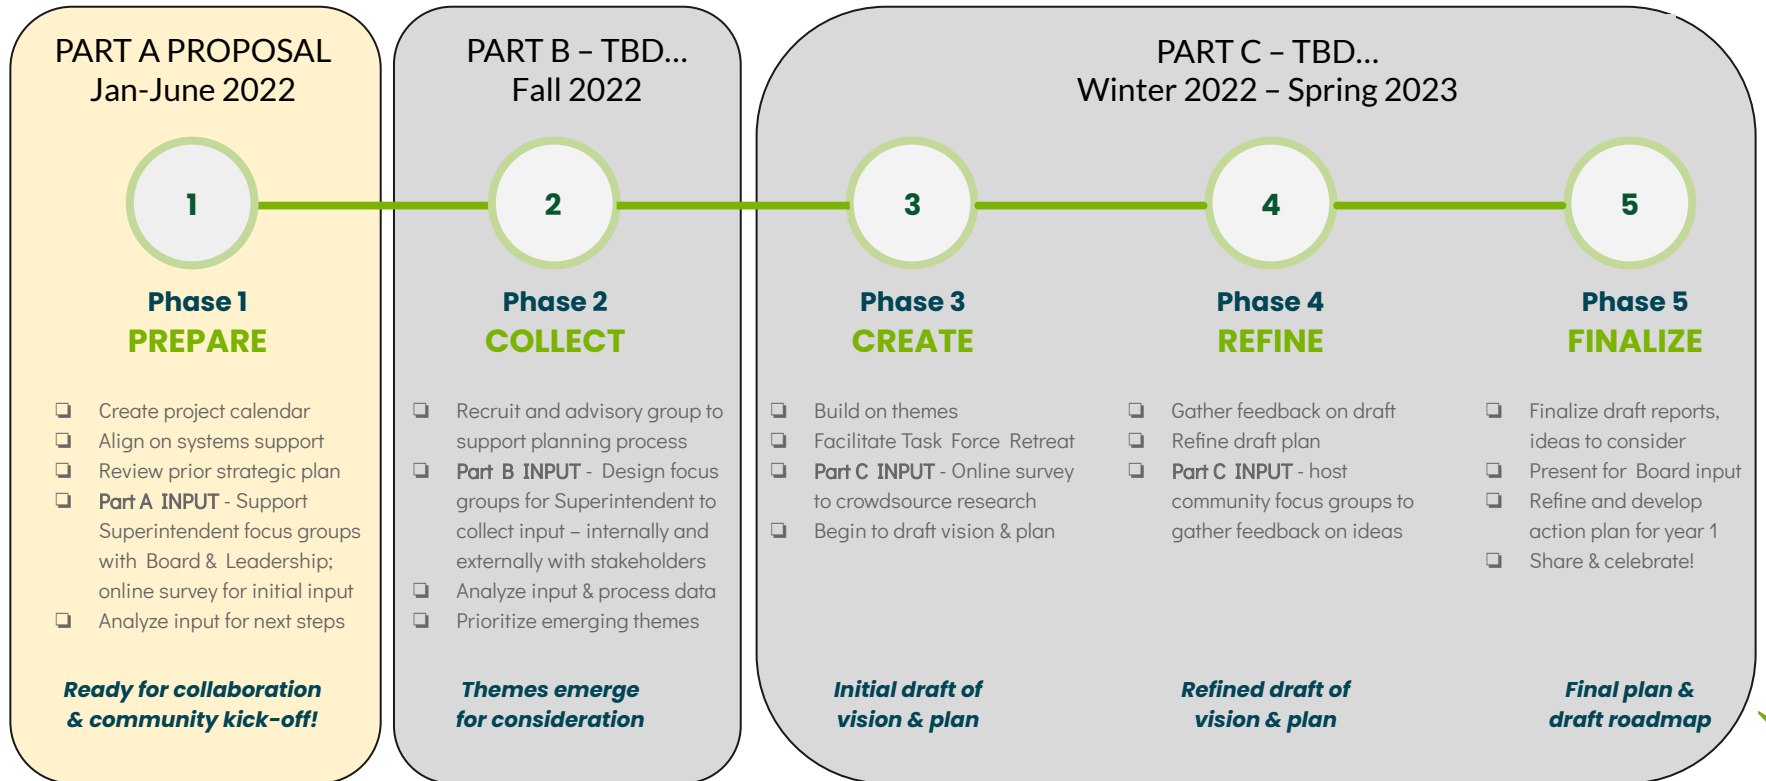 PART A PROPOSAL
Jan-June 2022
1
Phase 1
PREPARE
❏ Create project calendar
❏ Align on systems support
❏ Review prior strategic plan
❏ Part A INPUT - Support
Superintendent focus groups
with Board & Leadership;
online survey for initial input
❏ Analyze input for next steps
Ready for collaboration
& community kick-off!
PART B – TBD...
Fall 2022
2
Phase 2
COLLECT
❏ Recruit and advisory group to
support planning process
❏ Part B INPUT - Design focus
groups for Superintendent to
collect input – internally and
externally with stakeholders
❏ Analyze input & process data
❏ Prioritize emerging themes
Themes emerge
for consideration
PART C – TBD...
Winter 2022 – Spring 2023
3
Phase 3
CREATE
❏ Build on themes
❏ Facilitate Task Force Retreat
❏ Part C INPUT - Online survey
to crowdsource research
❏ Begin to draft vision & plan
Initial draft of
vision & plan
4
Phase 4
REFINE
❏ Gather feedback on draft
❏ Refine draft plan
❏ Part C INPUT - host
community focus groups to
gather feedback on ideas
Refined draft of
vision & plan
5
Phase 5
FINALIZE
❏ Finalize draft reports,
ideas to consider
❏ Present for Board input
❏ Refine and develop
action plan for year 1
❏ Share & celebrate!
Final plan &
draft roadmap